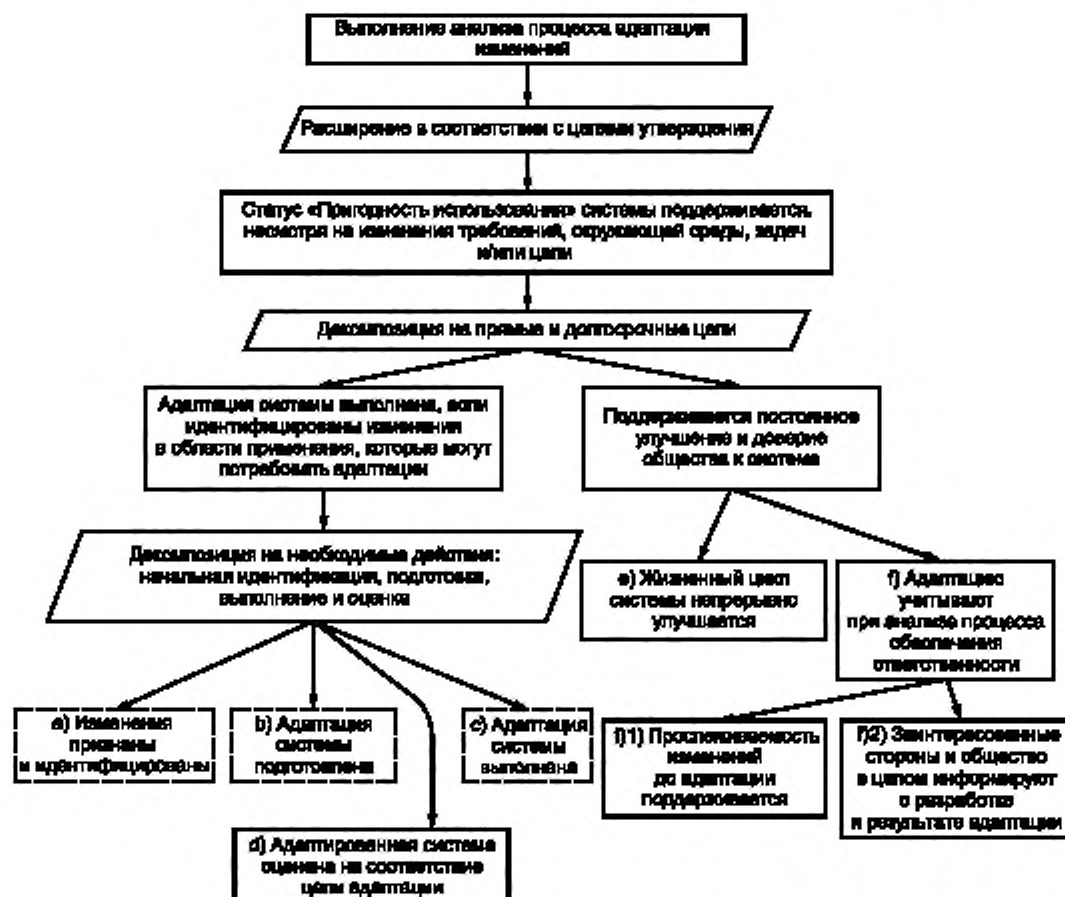 Выполнение анализа процесса адаптации
изменений
Расширение в соответствии с целями утверждения
Статус «Пригодность использования» системы поддерживается,
несмотря на изменения требований, окружающей среды, задач
и/или цели
Декомпозиция на прямые и долгосрочные цели
Адаптация системы выполнена, если
идентифицированы изменения
в области применения, которые могут
потребовать адаптации
Поддерживается постоянное
улучшение и доверие
общества к системе
Декомпозиция на необходимые действия:
начальная идентификация, подготовка,
выполнение и оценка
e) Жизненный цикл
системы непрерывно
улучшается
f) Адаптацию
учитывают
при анализе процесса
обеспечения
ответственности
a) Изменения
признаны
и идентифицированы
b) Адаптация
системы
подготовлена
c) Адаптация
системы
выполнена
f)1) Прослеживаемость
изменений
до адаптации
поддерживается
f)2) Заинтересованные
стороны и общество
в целом информируют
о разработке
и результате адаптации
d) Адаптированная система
оценена на соответствие
цели адаптации